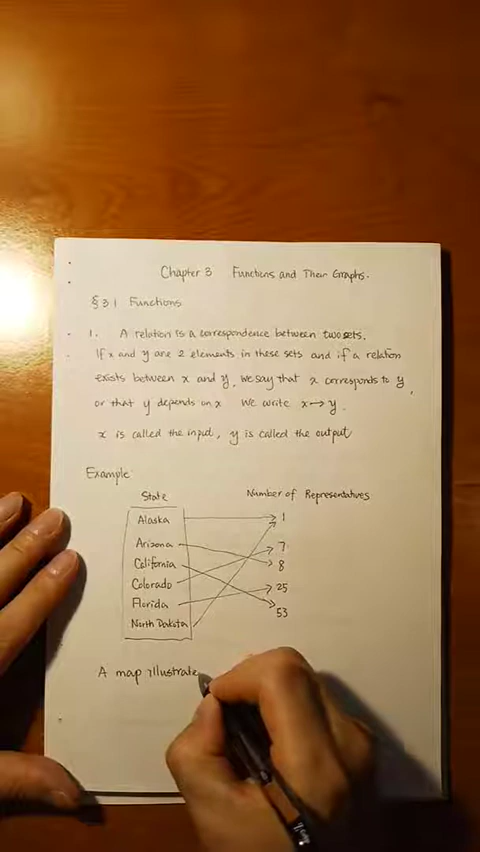 Chapter 3 Functions and Their Graphs.
§ 3.1 Functions
1. A relation is a correspondence between two sets.
If x and y are 2 elements in these sets and if a relation
exists between x and y, we say that x corresponds to y,
or that y depends on x We write x→y.
x is called the input, y is called the output
Example
State Number of Representatives
Alaska 1
Arizona 7
California 8
Colorado 25
Florida 53
North Dakota
A map illustrate